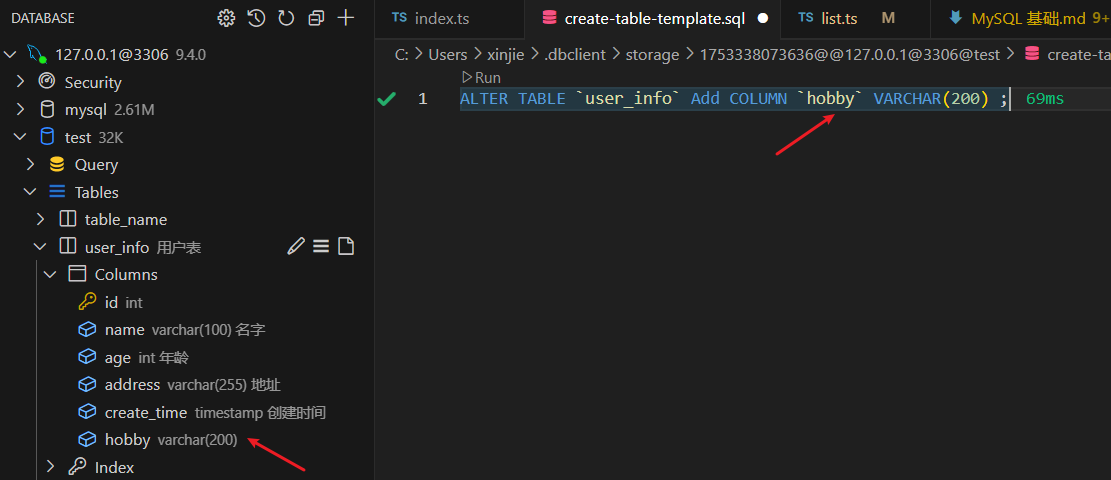 DATABASE
index.ts
create-table-template.sql
list.ts M
MySQL 基础.md 9+
127.0.0.1@3306 9.4.0
C: > Users > xinjie > .dbclient > storage > 1753338073636@@127.0.0.1@3306@test > create-ta
Run
1 ALTER TABLE `user_info` Add COLUMN `hobby` VARCHAR(200) ; 69ms
Security
mysql 2.61M
test 32K
Query
Tables
table_name
user_info 用户表
Columns
id int
name varchar(100) 名字
age int 年龄
address varchar(255) 地址
create_time timestamp 创建时间
hobby varchar(200)
Index